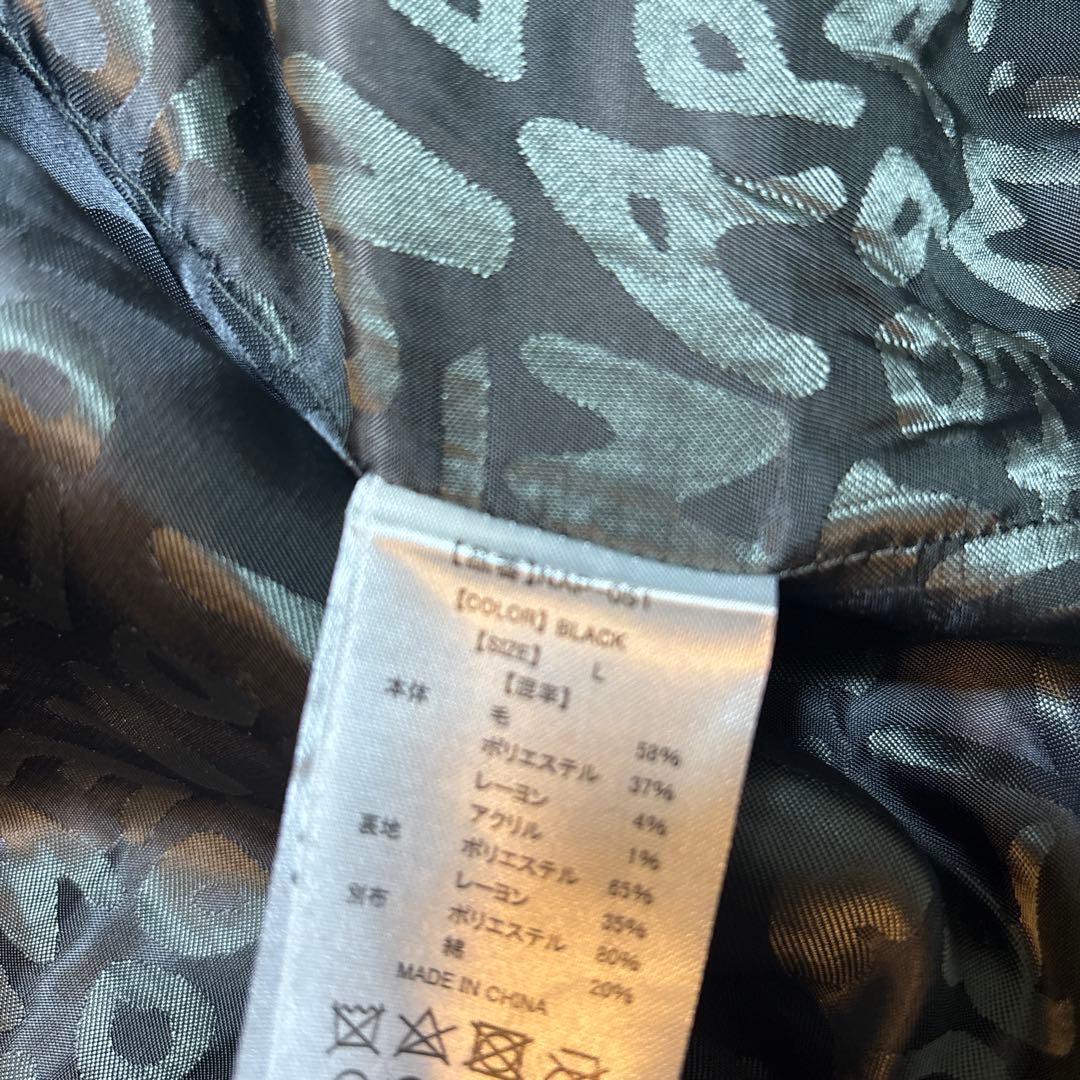 【COLOR】BLACK
【SIZE】 L
【混率】
本体 毛 58%
ポリエステル 37%
レーヨン 4%
アクリル 1%
裏地 ポリエステル 65%
レーヨン 35%
別布 ポリエステル 80%
綿 20%
MADE IN CHINA